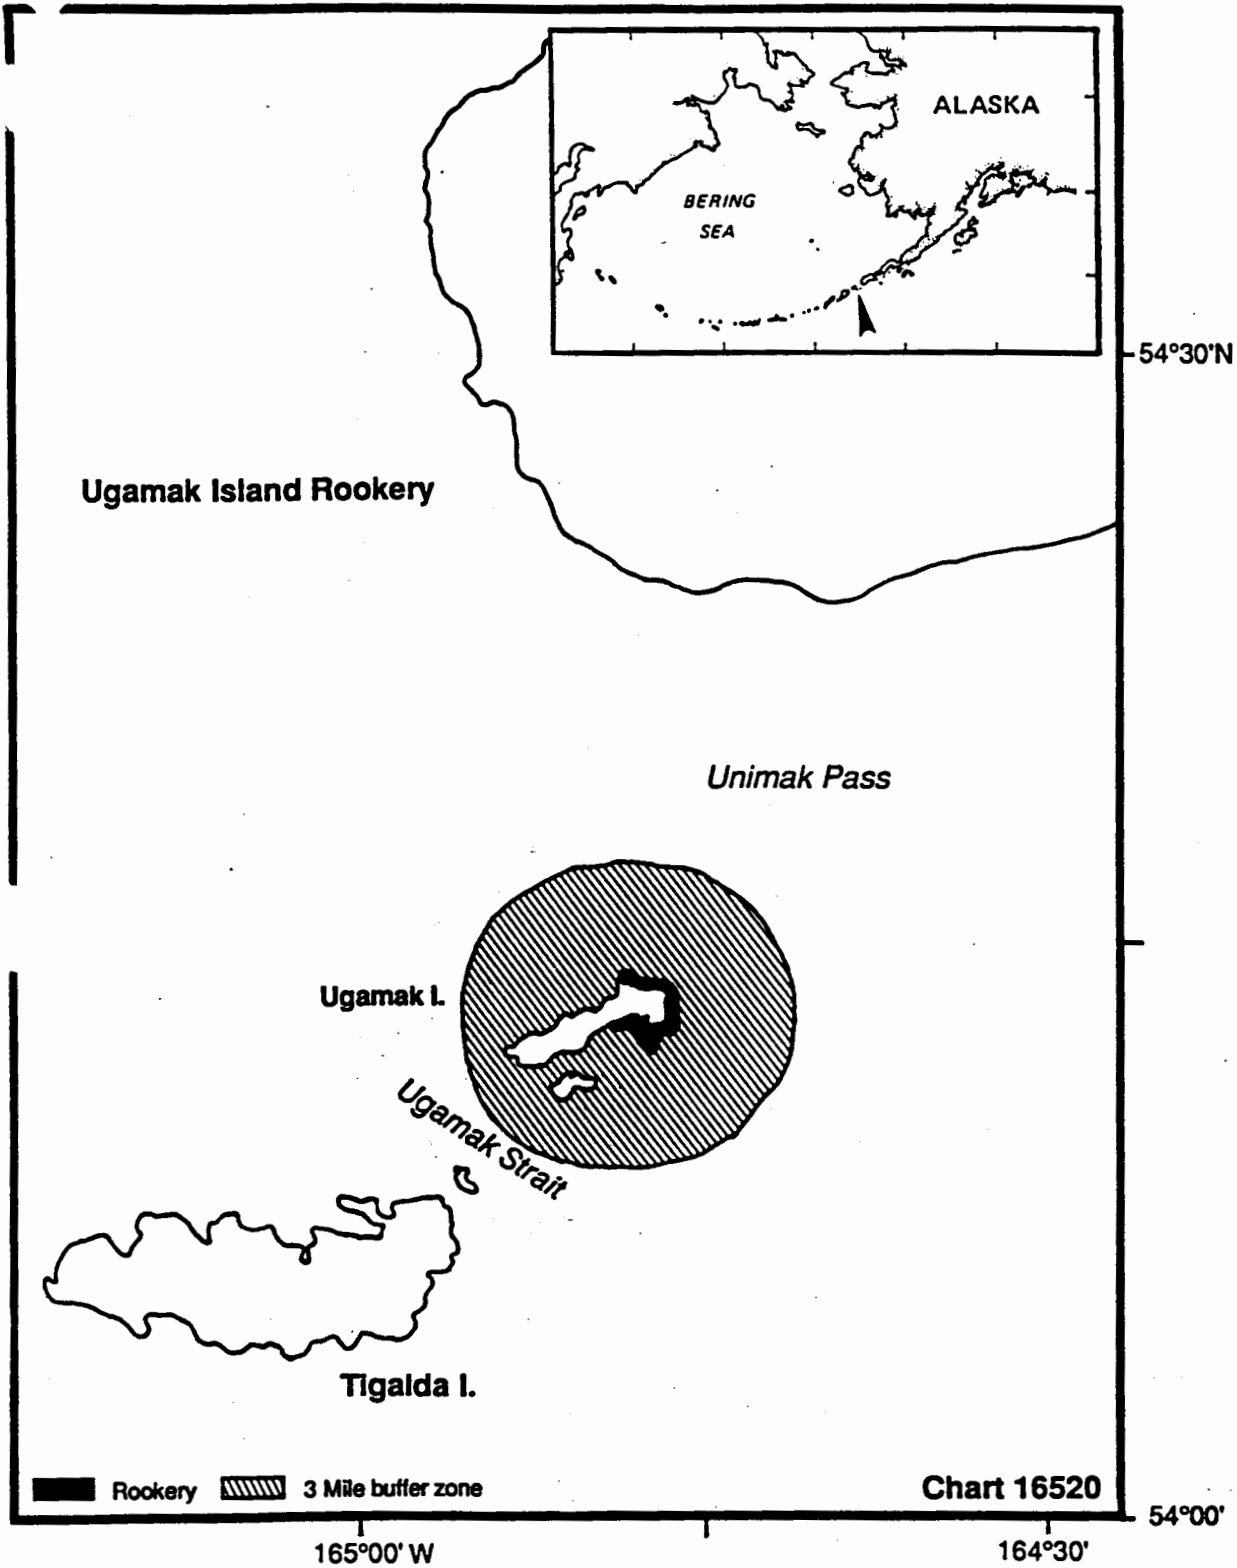 ALASKA
BERING
SEA
54°30'N
Ugamak Island Rookery
Unimak Pass
Ugamak I.
Ugamak Strait
Tigalda I.
Rookery
3 Mile buffer zone
Chart 16520
54°00'
165°00' W
164°30'